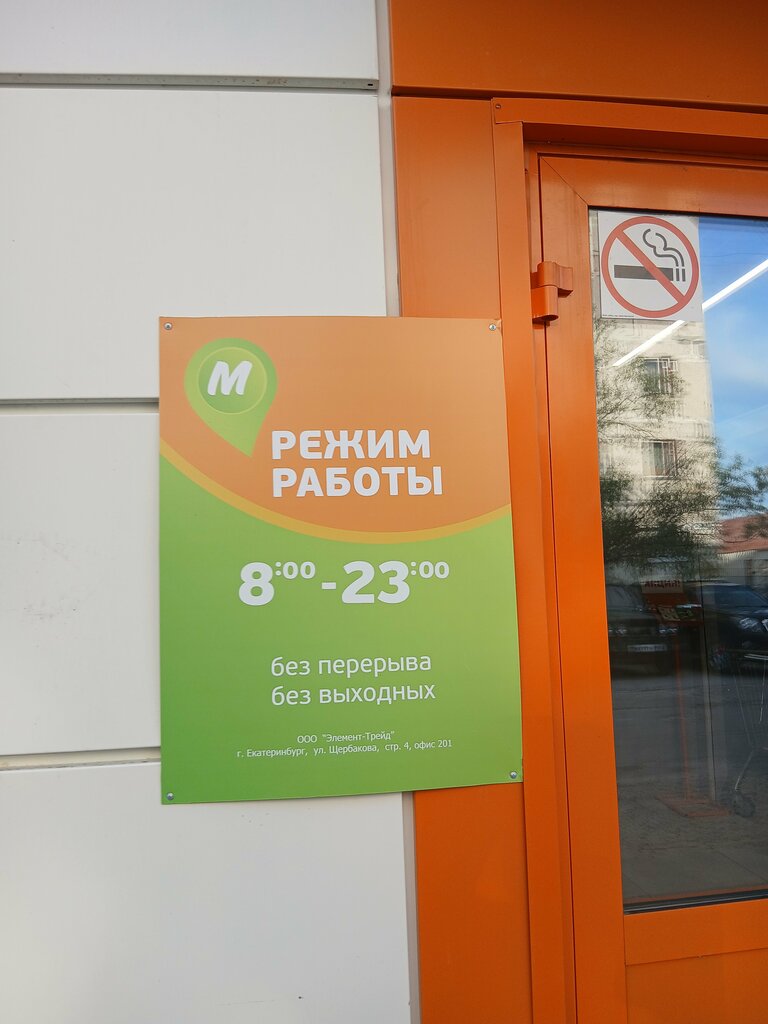 М
РЕЖИМ
РАБОТЫ
8:00-23:00
без перерыва
без выходных
ООО "Элемент-Трейд"
г. Екатеринбург, ул. Щербакова, стр. 4, офис 201